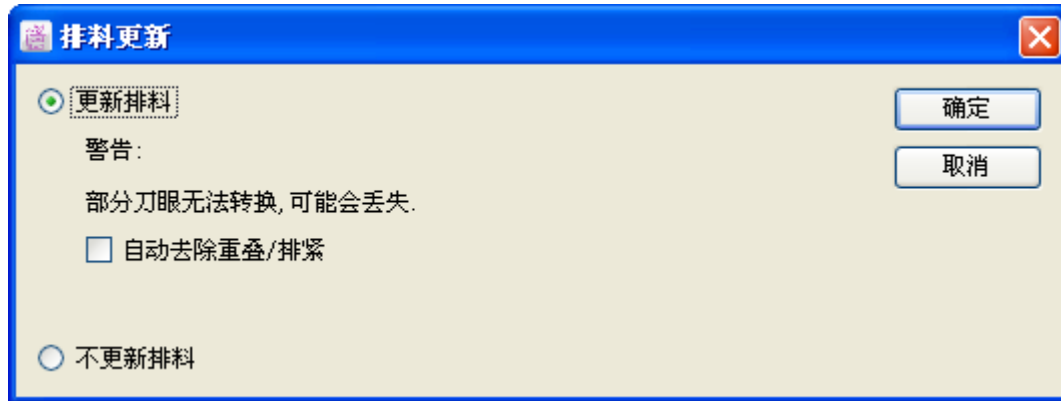 排料更新
更新排料
确定
警告:
取消
部分刀眼无法转换, 可能会丢失.
自动去除重叠/排紧
不更新排料